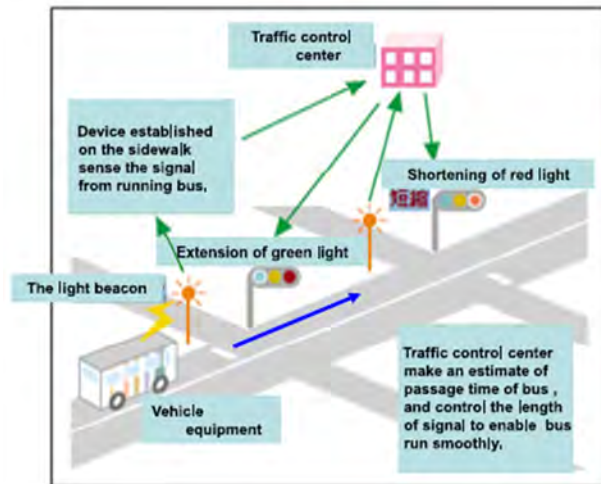 Traffic control
center
Device established
on the sidewalk
sense the signal
from running bus,
Shortening of red light
短縮
Extension of green light
The light beacon
Traffic control center
make an estimate of
passage time of bus ,
and control the length
of signal to enable bus
run smoothly,
Vehicle
equipment